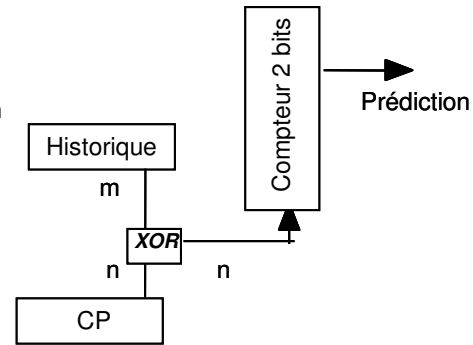 Compteur 2 bits
Prédiction
Historique
m
XOR
n
n
CP